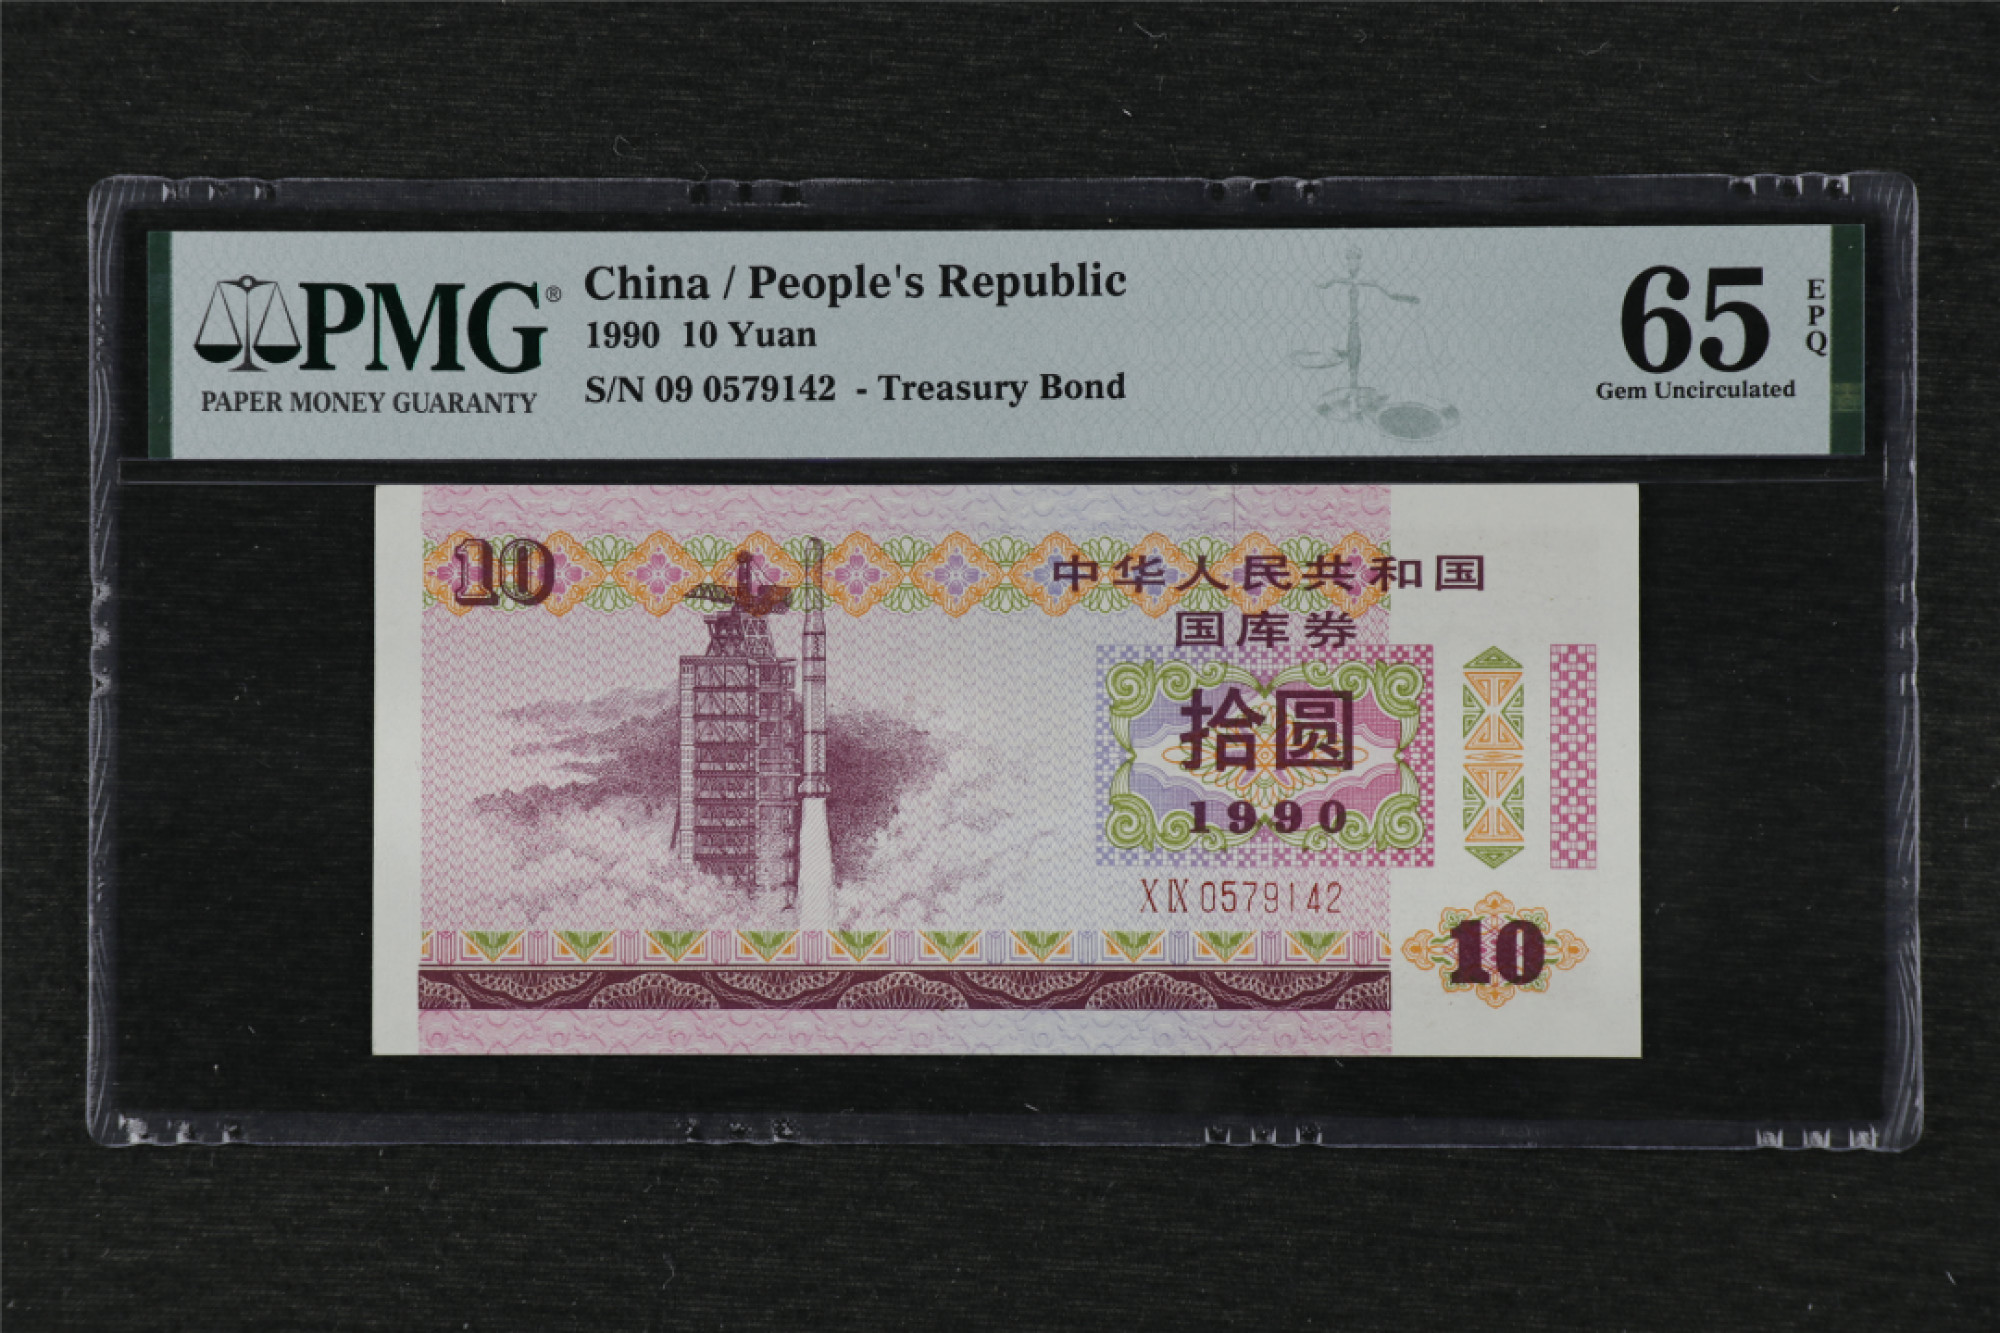 PMG®
PAPER MONEY GUARANTY
China / People's Republic
1990 10 Yuan
S/N 09 0579142 - Treasury Bond
65
EPQ
Gem Uncirculated
10
中华人民共和国
国库券
拾圆
1990
X IX 0579142
10